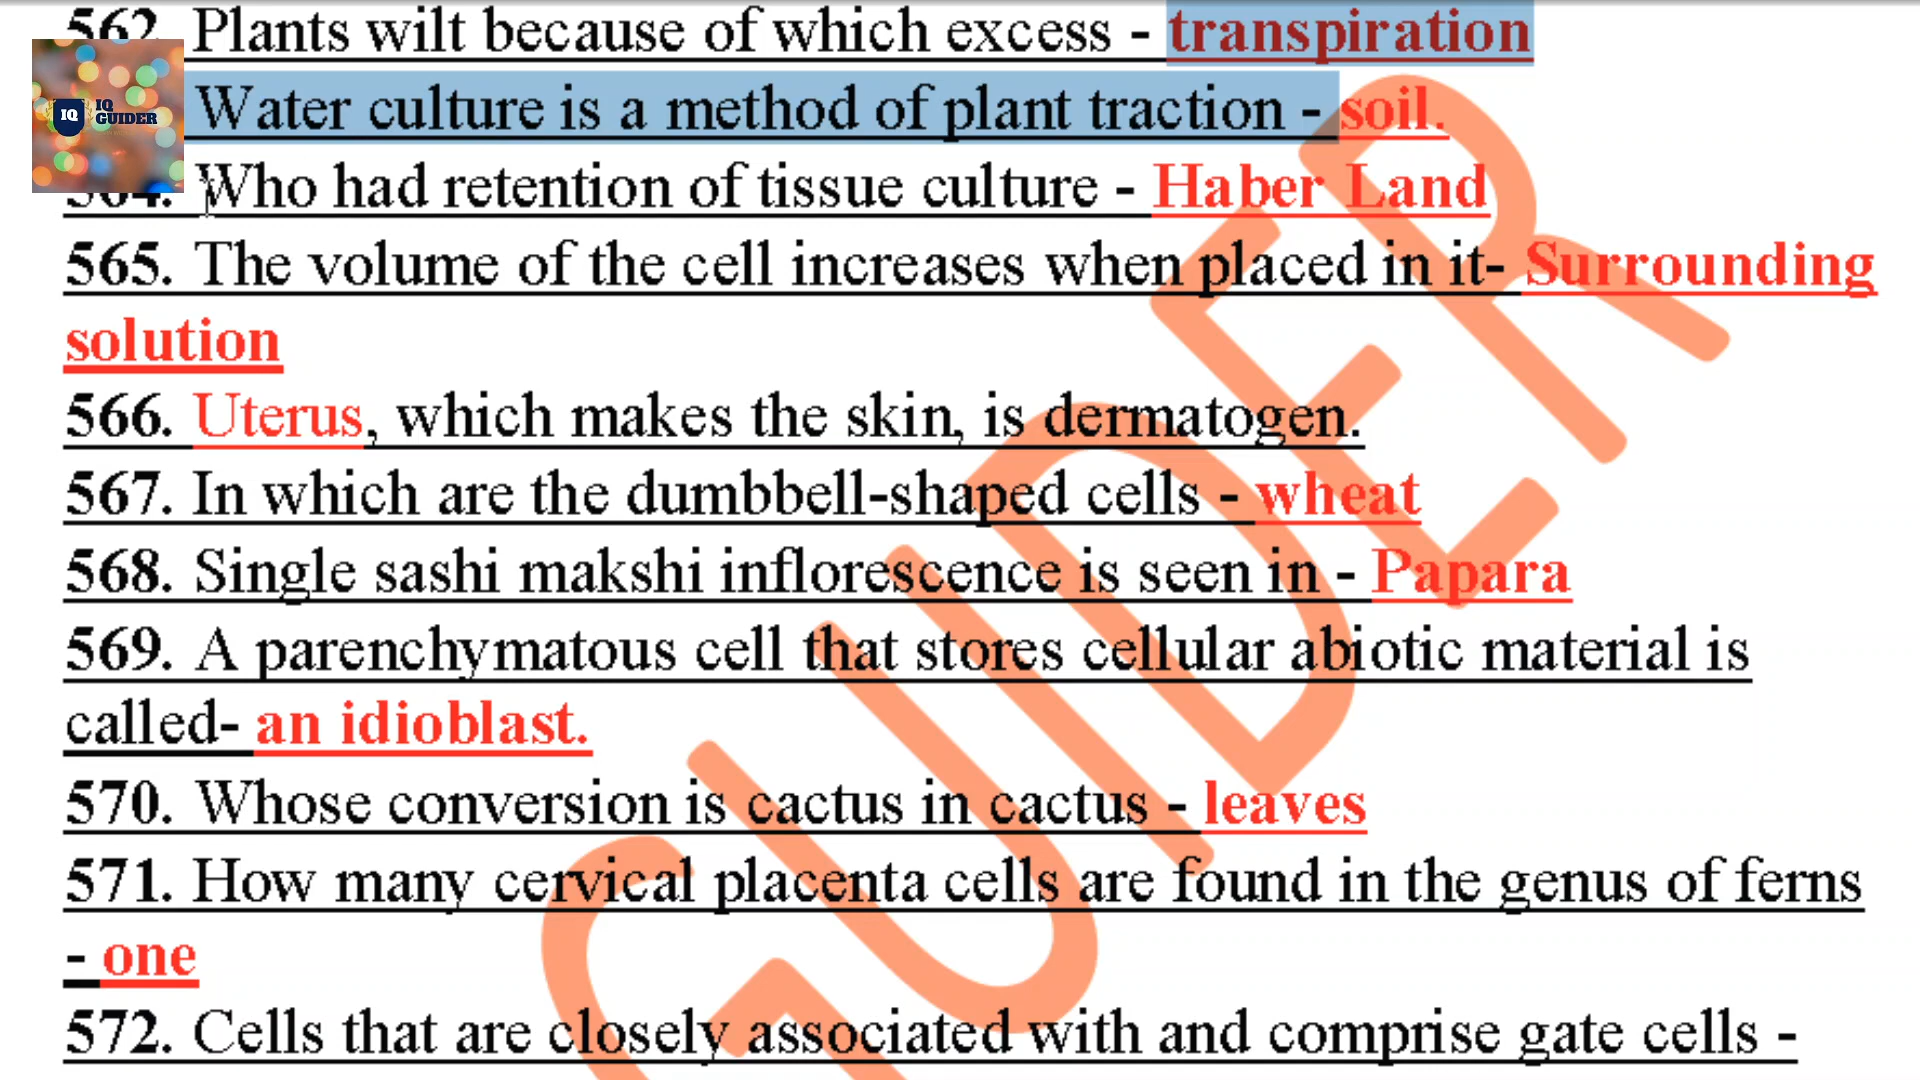 562. Plants wilt because of which excess - transpiration
IQ
IQ
GUIDER
Water culture is a method of plant traction - soil.
564. Who had retention of tissue culture - Haber Land
565. The volume of the cell increases when placed in it- Surrounding
solution
566. Uterus, which makes the skin, is dermatogen.
567. In which are the dumbbell-shaped cells - wheat
568. Single sashi makshi inflorescence is seen in - Papara
569. A parenchymatous cell that stores cellular abiotic material is
called- an idioblast.
570. Whose conversion is cactus in cactus - leaves
571. How many cervical placenta cells are found in the genus of ferns
- one
572. Cells that are closely associated with and comprise gate cells -
GUIDER